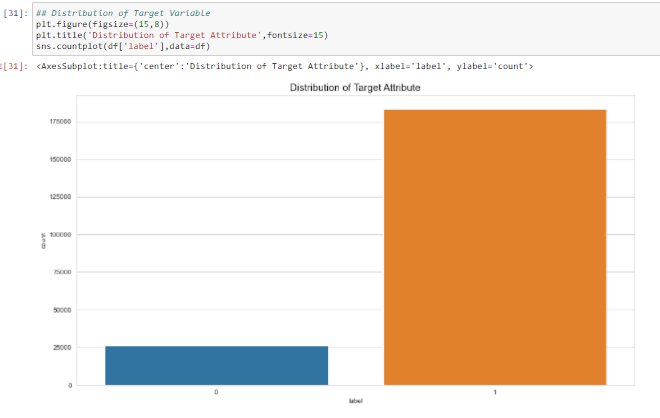 [31]: ## Distribution of Target Variable
plt.figure(figsize=(15,8))
plt.title('Distribution of Target Attribute',fontsize=15)
sns.countplot(df['label'],data=df)
t[31]: <AxesSubplot:title={'center':'Distribution of Target Attribute'}, xlabel='label', ylabel='count'>
Distribution of Target Attribute
175000
150000
125000
100000
75000
50000
25000
0
count
0 1
label